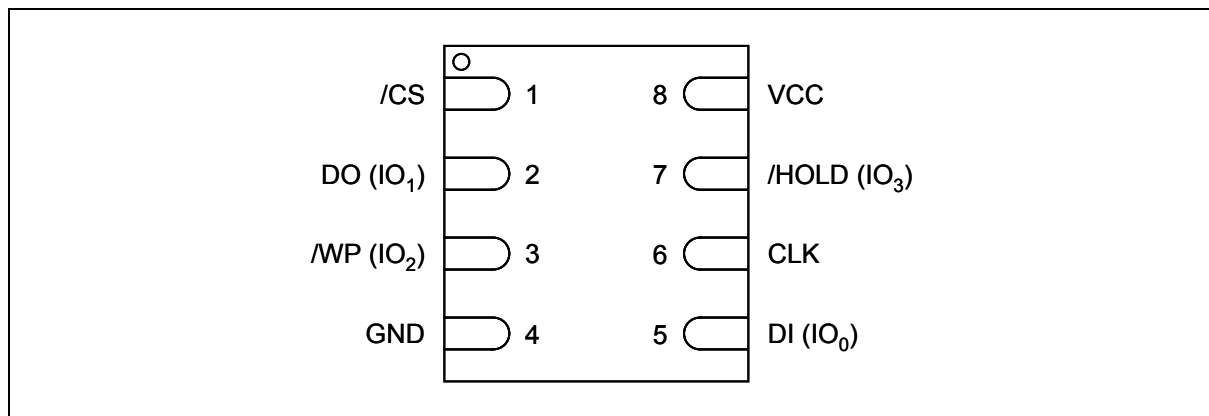 /CS 1 8 VCC
DO (IO₁) 2 7 /HOLD (IO₃)
/WP (IO₂) 3 6 CLK
GND 4 5 DI (IO₀)